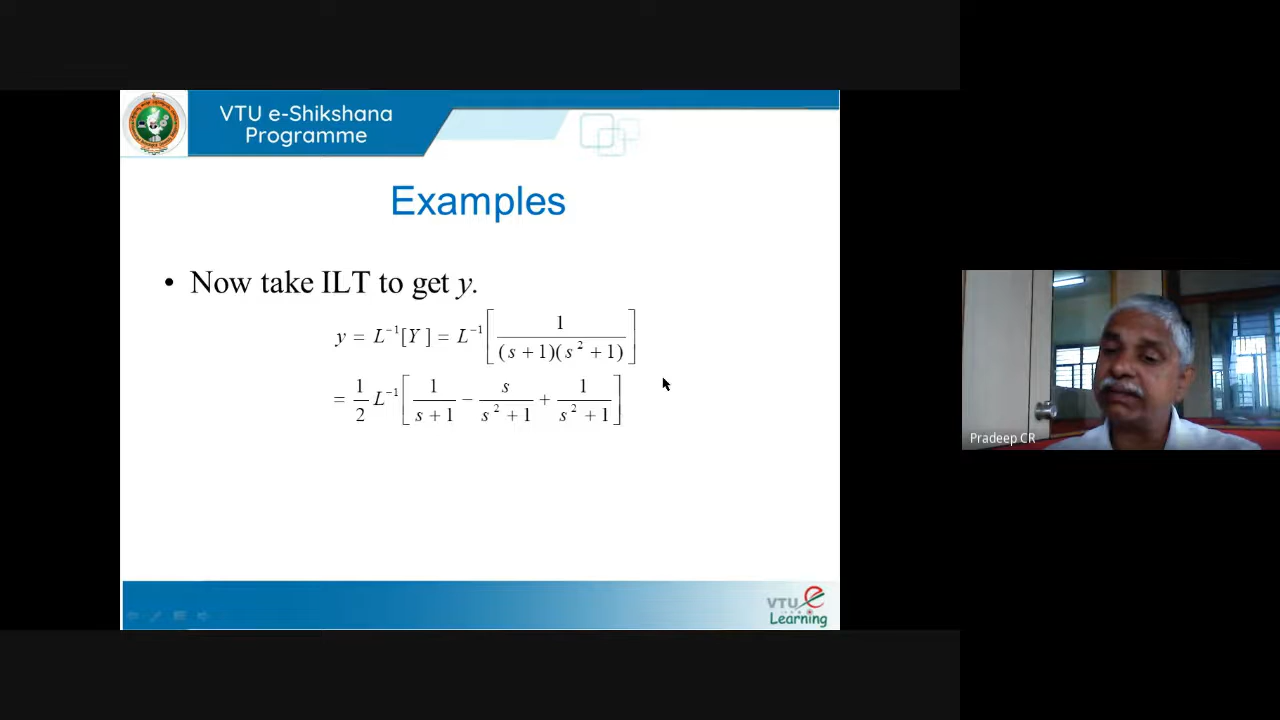 VTU e-Shikshana
Programme
Examples
• Now take ILT to get y.
y = L⁻¹[Y] = L⁻¹[1/((s+1)(s²+1))]
= 1/2 L⁻¹[1/(s+1) − s/(s²+1) + 1/(s²+1)]
Pradeep CR
VTU e
Learning